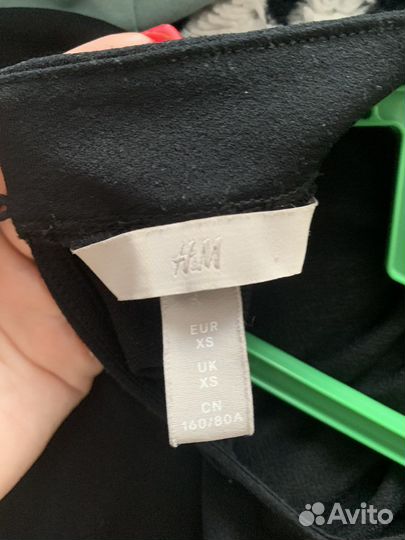 H&M
EUR
XS
UK
XS
CN
160/80A
Avito